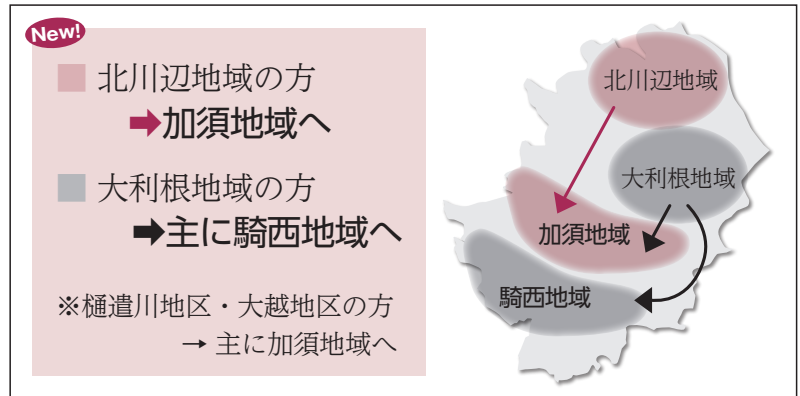 New!
北川辺地域の方
➡加須地域へ
大利根地域の方
➡主に騎西地域へ
※樋遣川地区・大越地区の方
→ 主に加須地域へ
北川辺地域
大利根地域
加須地域
騎西地域